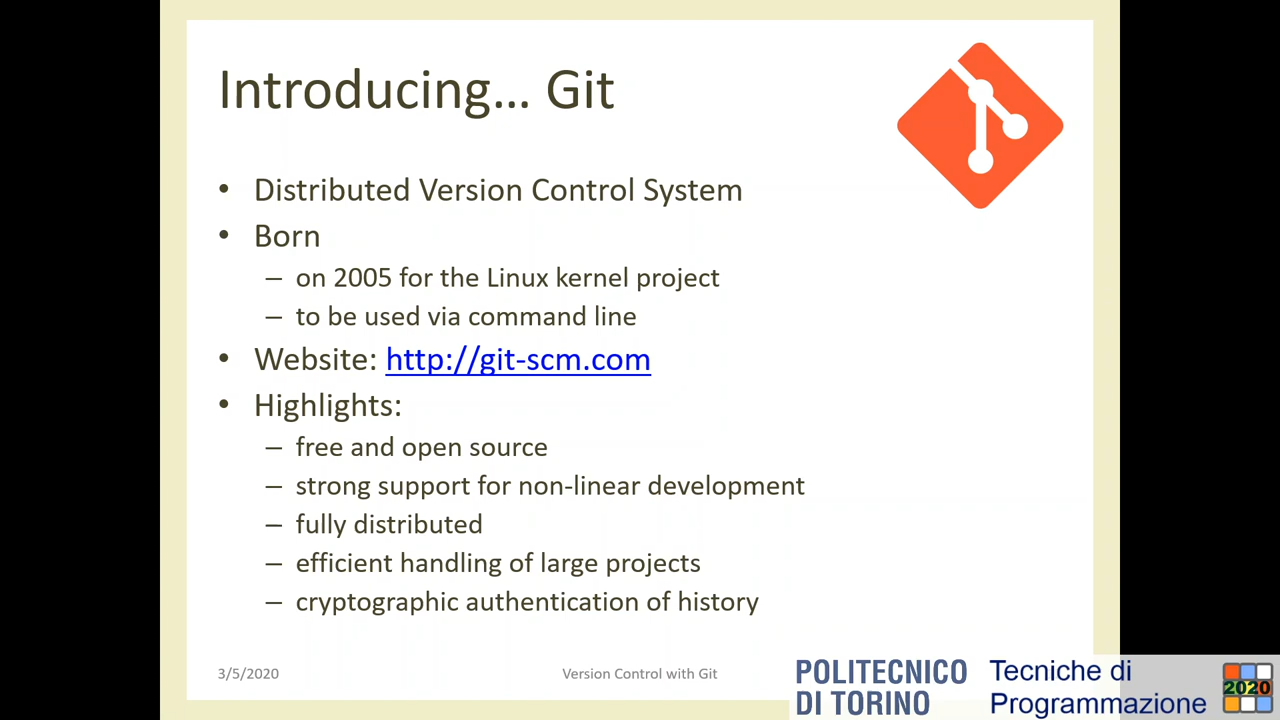 Introducing... Git
• Distributed Version Control System
• Born
– on 2005 for the Linux kernel project
– to be used via command line
• Website: http://git-scm.com
• Highlights:
– free and open source
– strong support for non-linear development
– fully distributed
– efficient handling of large projects
– cryptographic authentication of history
3/5/2020
Version Control with Git
POLITECNICO
DI TORINO
Tecniche di
Programmazione
2020